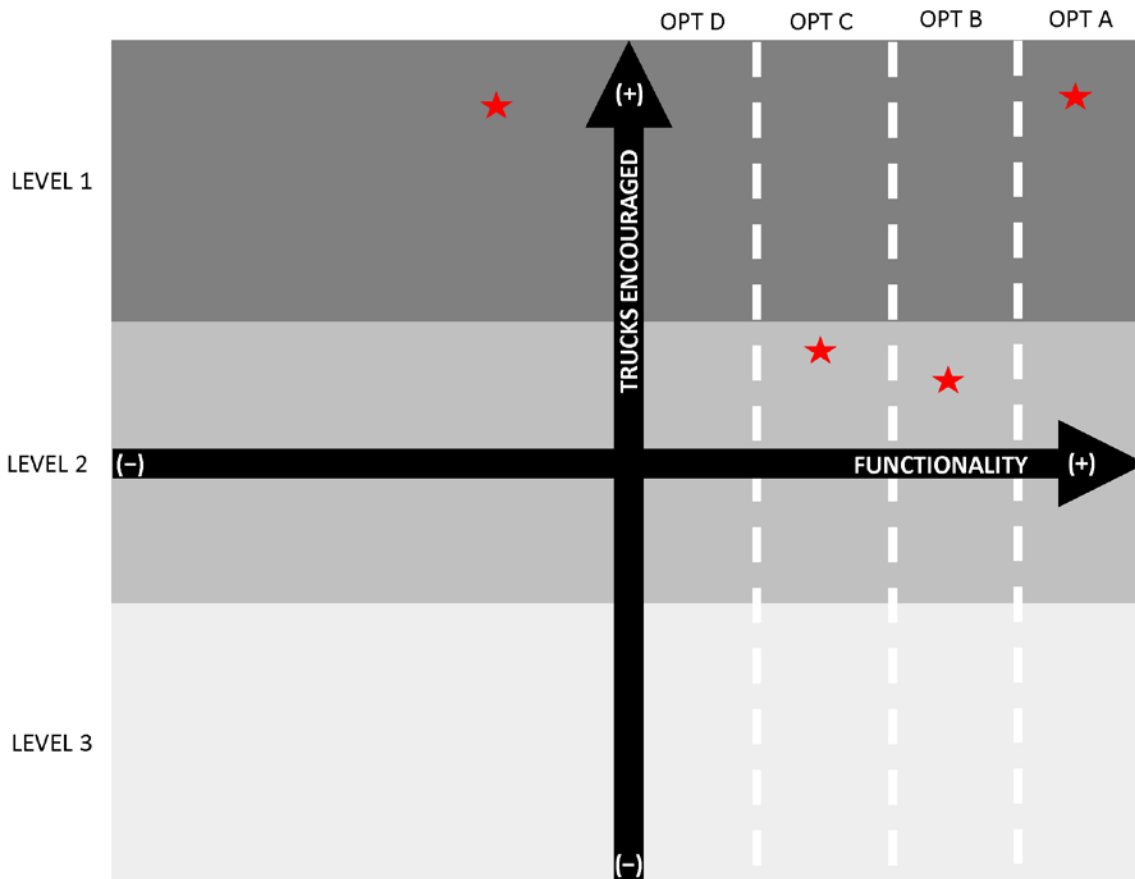 OPT D OPT C OPT B OPT A
(+)
LEVEL 1
TRUCKS ENCOURAGED
LEVEL 2 (−) FUNCTIONALITY (+)
LEVEL 3
(−)